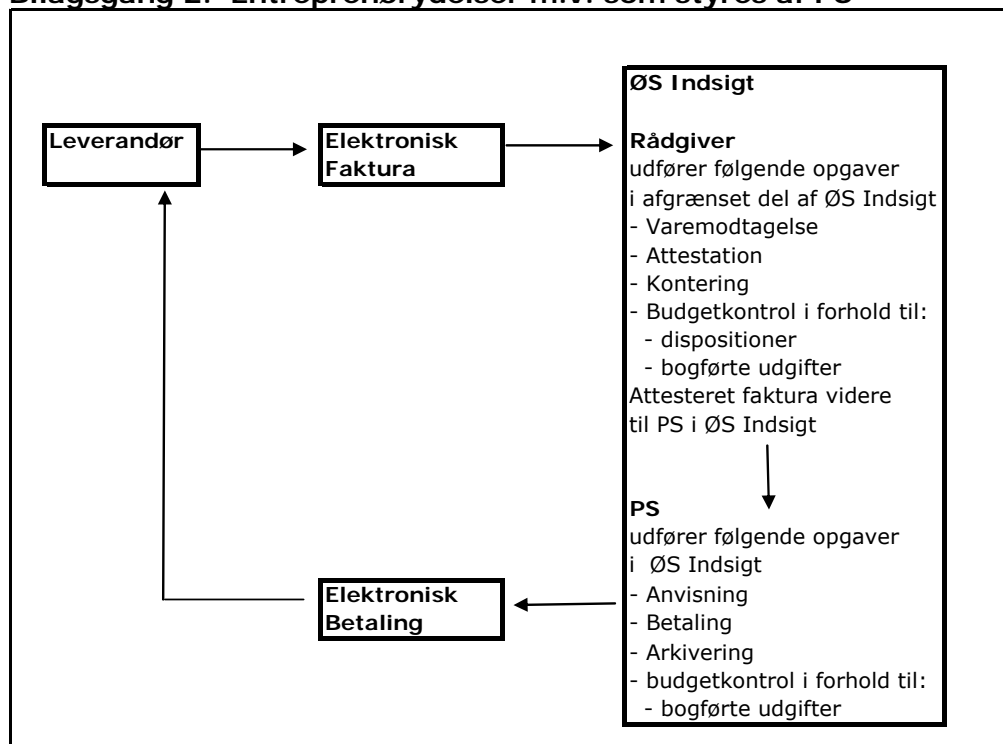 Bilagsgang 2: Entreprenørydelser m.v. som styres af PS
Leverandør
Elektronisk
Faktura
ØS Indsigt
Rådgiver
udfører følgende opgaver
i afgrænset del af ØS Indsigt
- Varemodtagelse
- Attestation
- Kontering
- Budgetkontrol i forhold til:
- dispositioner
- bogførte udgifter
Attesteret faktura videre
til PS i ØS Indsigt
PS
udfører følgende opgaver
i ØS Indsigt
- Anvisning
- Betaling
- Arkivering
- budgetkontrol i forhold til:
- bogførte udgifter
Elektronisk
Betaling